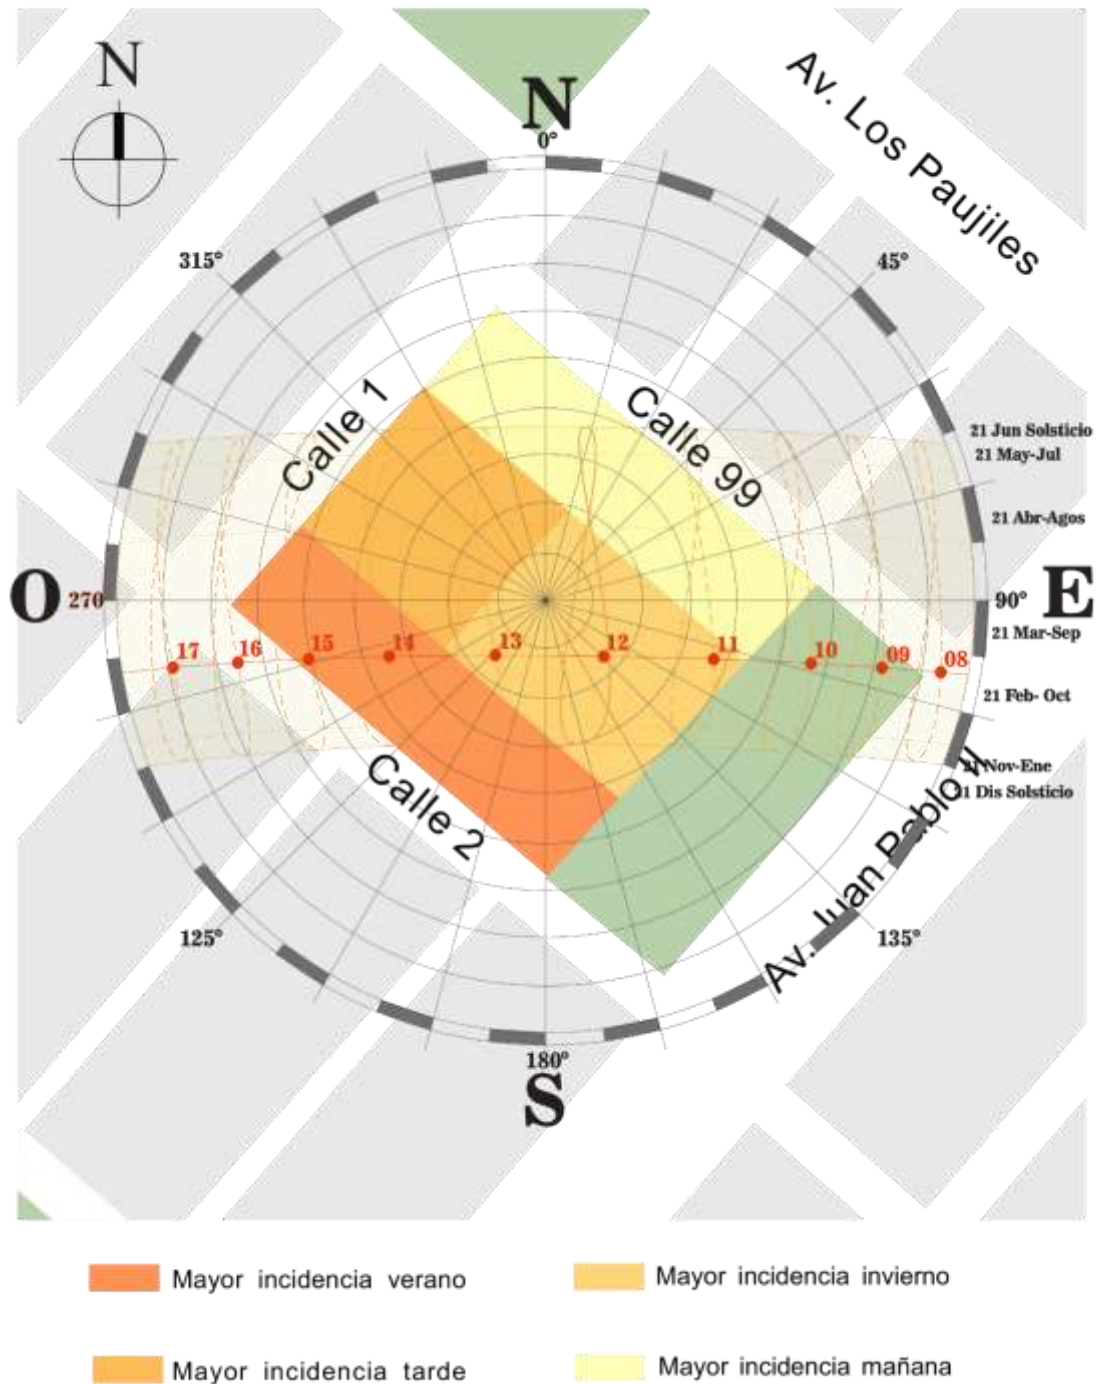 N
N
0°
Av. Los Paujiles
315°
45°
Calle 1
Calle 99
21 Jun Solsticio
21 May-Jul
21 Abr-Agos
O
270
90°
E
21 Mar-Sep
17
16
15
14
13
12
11
10
09
08
21 Feb- Oct
21 Nov-Ene
21 Dis Solsticio
Calle 2
Av. Juan Pablo II
125°
135°
180°
S
Mayor incidencia verano
Mayor incidencia invierno
Mayor incidencia tarde
Mayor incidencia mañana